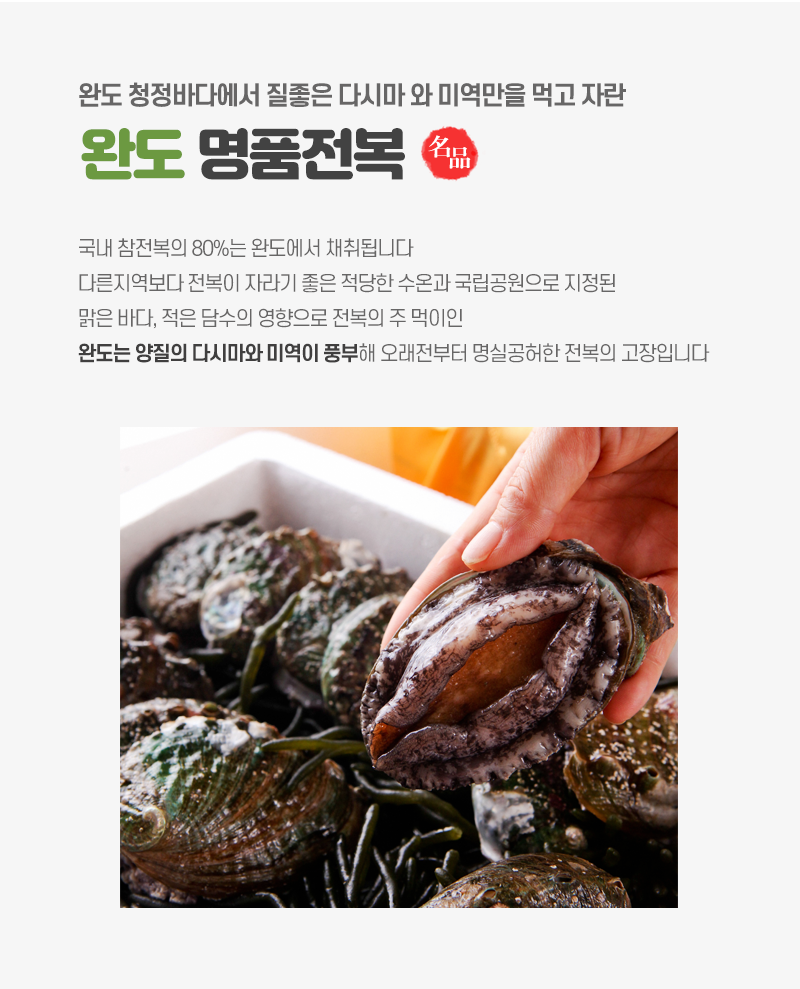 완도 청정바다에서 질좋은 다시마 와 미역만을 먹고 자란
완도 명품전복 名品
국내 참전복의 80%는 완도에서 채취됩니다
다른지역보다 전복이 자라기 좋은 적당한 수온과 국립공원으로 지정된
맑은 바다, 적은 담수의 영향으로 전복의 주 먹이인
완도는 양질의 다시마와 미역이 풍부해 오래전부터 명실공허한 전복의 고장입니다